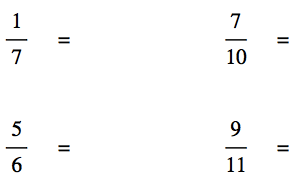 1/7 = 7/10 =
5/6 = 9/11 =